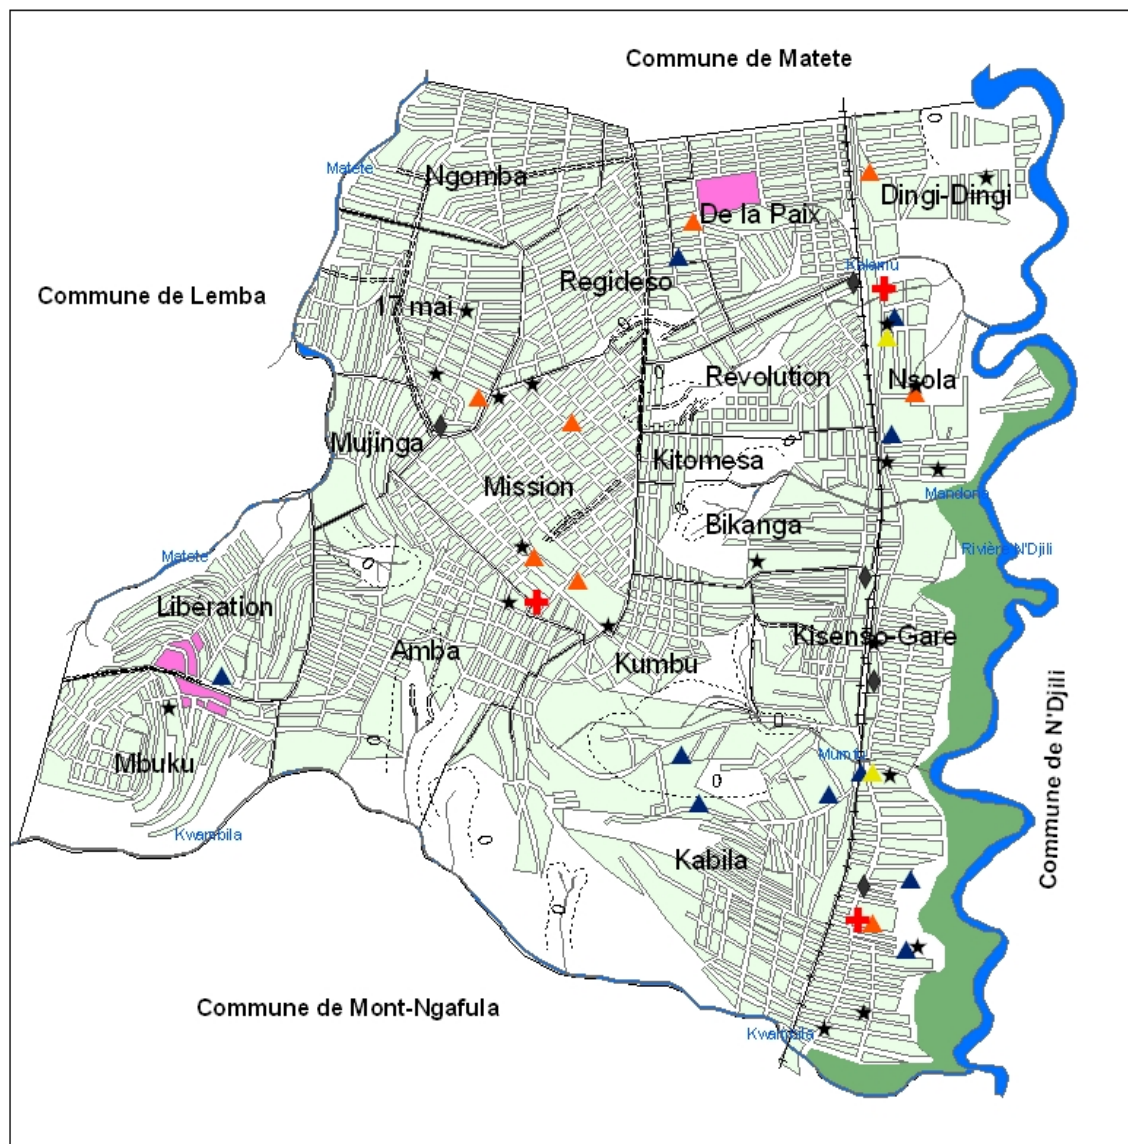 Commune de Matete
Matete
Ngomba
Dingi-Dingi
De la Paix
Kalamu
Regideso
Commune de Lemba
17 mai
Revolution
Nsola
Mujinga
Kitomesa
Mission
Bikanga
Rivière N'Djili
Matete
Libération
Kisenso-Gare
Amba
Kumbu
Commune de N'Djili
Mbuku
Kwambila
Kabila
Commune de Mont-Ngafula
Kwambila